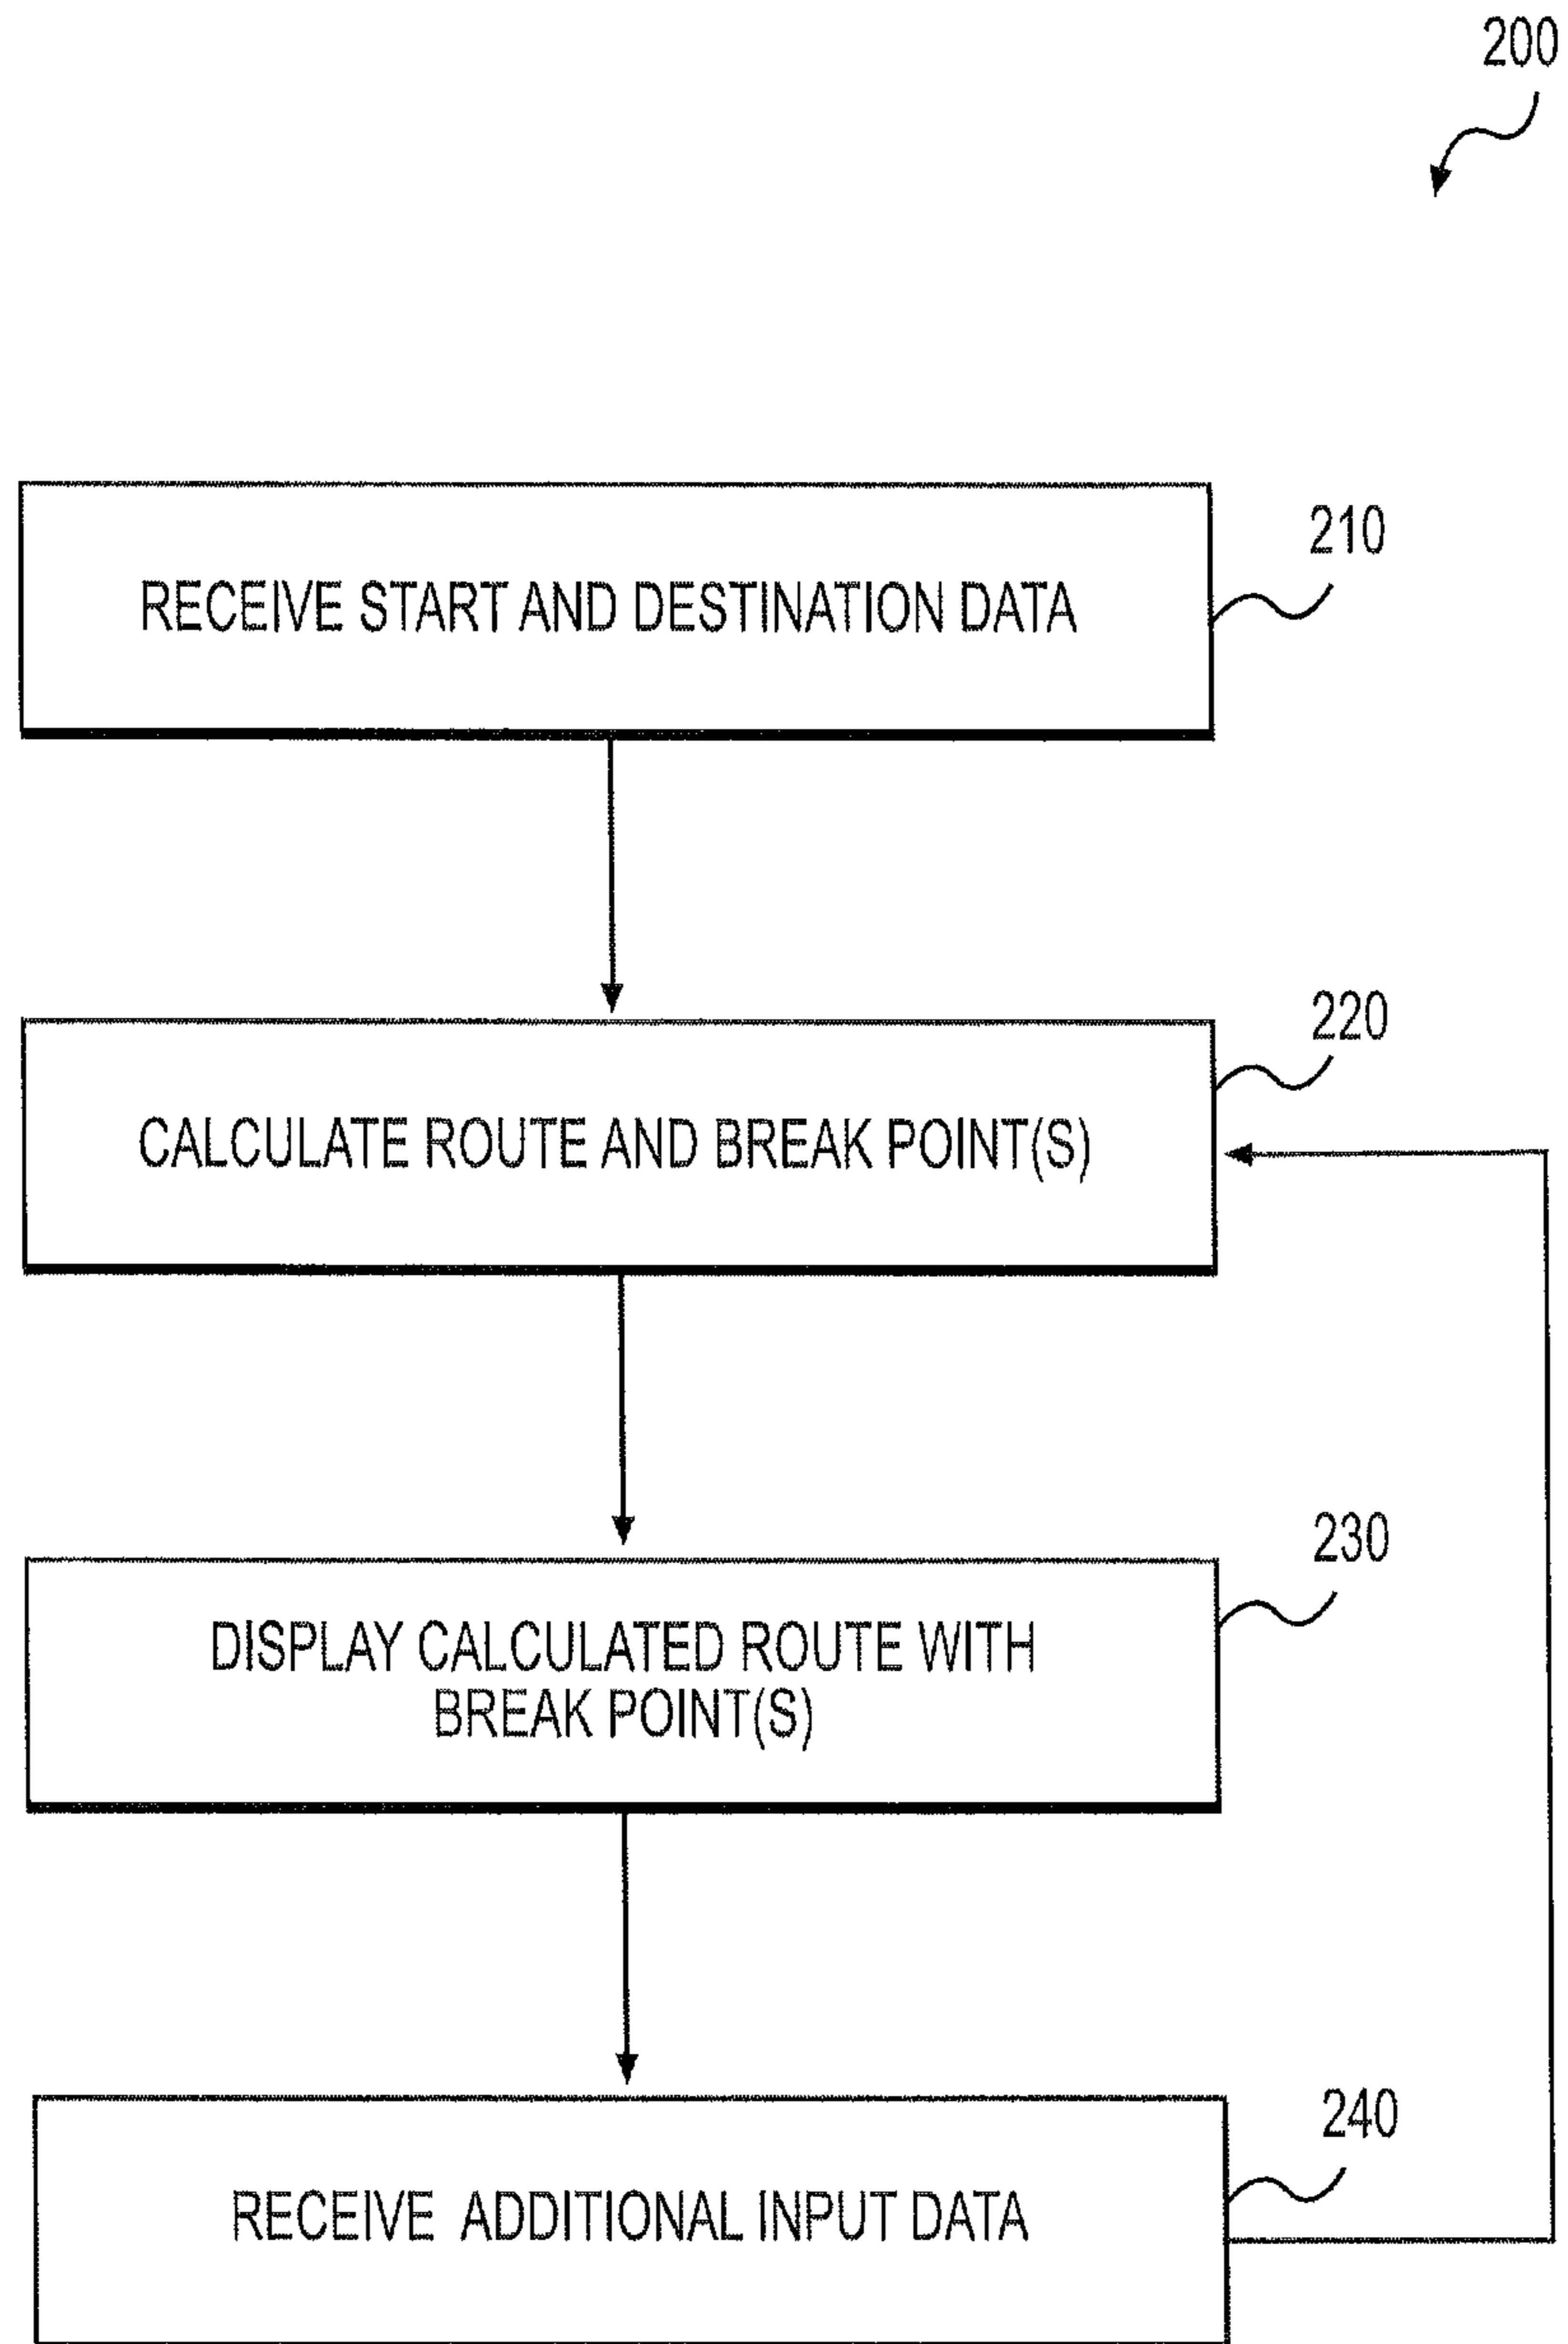 200
RECEIVE START AND DESTINATION DATA
210
CALCULATE ROUTE AND BREAK POINT(S)
220
DISPLAY CALCULATED ROUTE WITH
BREAK POINT(S)
230
RECEIVE ADDITIONAL INPUT DATA
240